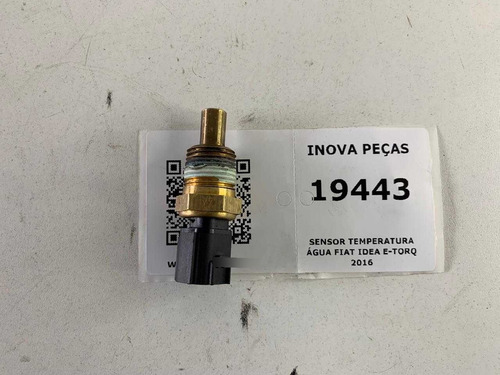 INOVA PEÇAS
19443
SENSOR TEMPERATURA
ÁGUA FIAT IDEA E-TORQ
2016